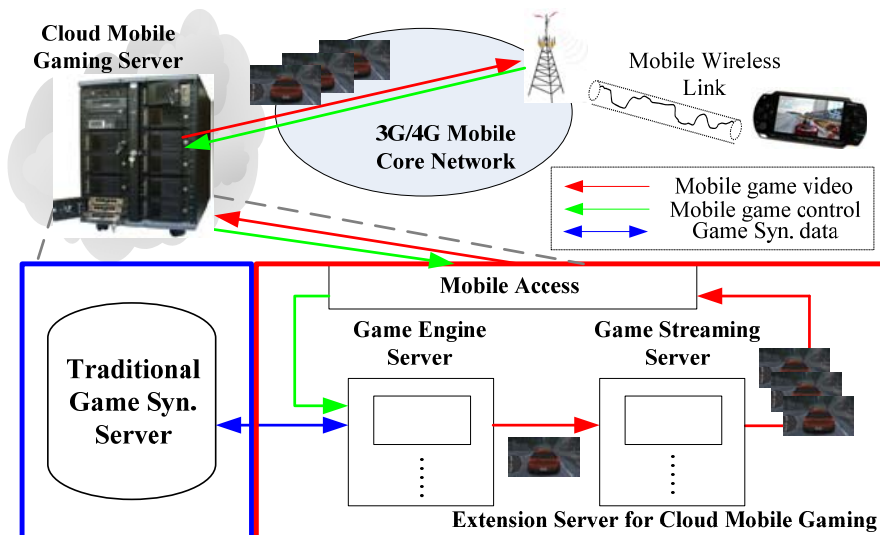 Cloud Mobile
Gaming Server
3G/4G Mobile
Core Network
Mobile Wireless
Link
Mobile game video
Mobile game control
Game Syn. data
Mobile Access
Traditional
Game Syn.
Server
Game Engine
Server
Game Streaming
Server
Extension Server for Cloud Mobile Gaming